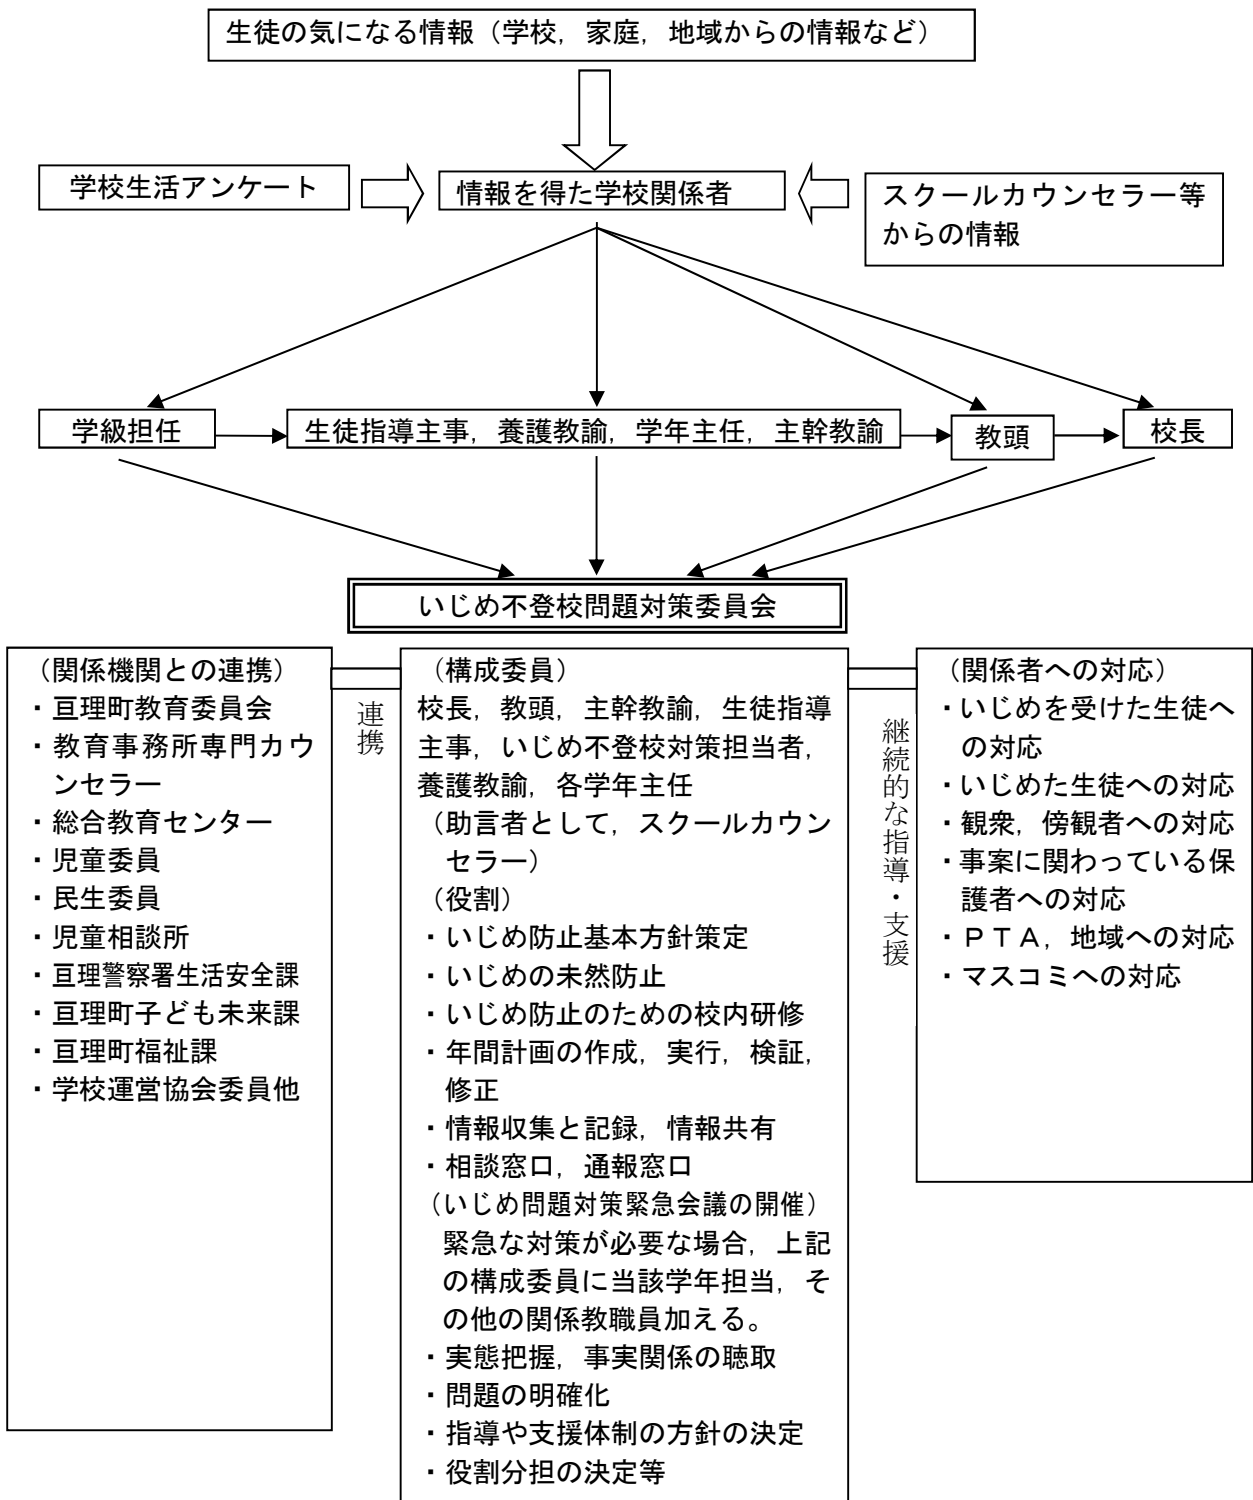 生徒の気になる情報（学校，家庭，地域からの情報など）
学校生活アンケート
情報を得た学校関係者
スクールカウンセラー等
からの情報
学級担任
生徒指導主事，養護教諭，学年主任，主幹教諭
教頭
校長
いじめ不登校問題対策委員会
（関係機関との連携）
・亘理町教育委員会
・教育事務所専門カウ
ンセラー
・総合教育センター
・児童委員
・民生委員
・児童相談所
・亘理警察署生活安全課
・亘理町子ども未来課
・亘理町福祉課
・学校運営協会委員他
連携
（構成委員）
校長，教頭，主幹教諭，生徒指導
主事，いじめ不登校対策担当者，
養護教諭，各学年主任
（助言者として，スクールカウン
セラー）
（役割）
・いじめ防止基本方針策定
・いじめの未然防止
・いじめ防止のための校内研修
・年間計画の作成，実行，検証，
修正
・情報収集と記録，情報共有
・相談窓口，通報窓口
（いじめ問題対策緊急会議の開催）
緊急な対策が必要な場合，上記
の構成委員に当該学年担当，そ
の他の関係教職員加える。
・実態把握，事実関係の聴取
・問題の明確化
・指導や支援体制の方針の決定
・役割分担の決定等
継続的な指導・支援
（関係者への対応）
・いじめを受けた生徒へ
の対応
・いじめた生徒への対応
・観衆，傍観者への対応
・事案に関わっている保
護者への対応
・ＰＴＡ，地域への対応
・マスコミへの対応